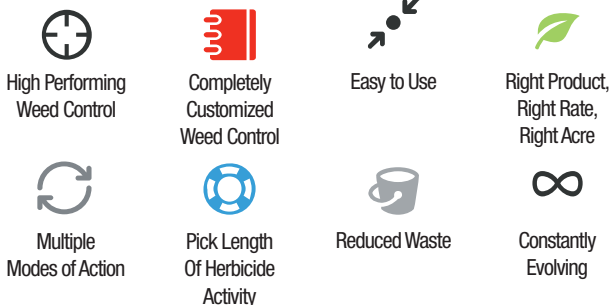 High Performing
Weed Control
Completely
Customized
Weed Control
Easy to Use
Right Product,
Right Rate,
Right Acre
Multiple
Modes of Action
Pick Length
Of Herbicide
Activity
Reduced Waste
Constantly
Evolving